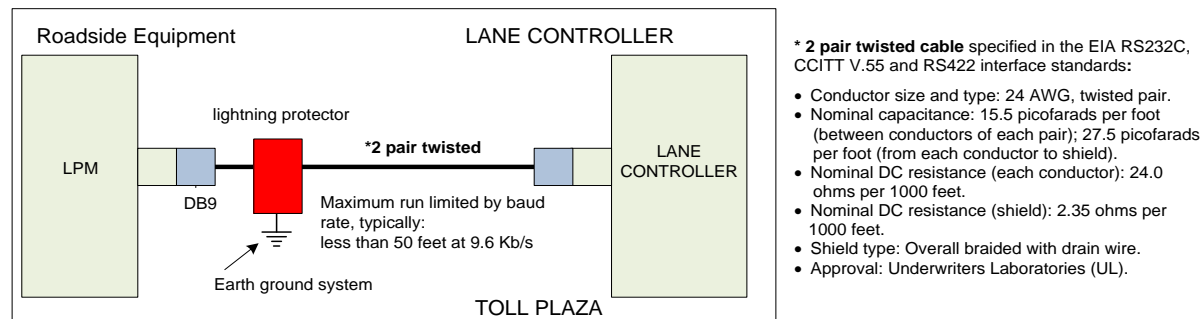 Roadside Equipment
LANE CONTROLLER
lightning protector
*2 pair twisted
LPM
DB9
LANE
CONTROLLER
Maximum run limited by baud
rate, typically:
less than 50 feet at 9.6 Kb/s
Earth ground system
TOLL PLAZA
* 2 pair twisted cable specified in the EIA RS232C,
CCITT V.55 and RS422 interface standards:
• Conductor size and type: 24 AWG, twisted pair.
• Nominal capacitance: 15.5 picofarads per foot
(between conductors of each pair); 27.5 picofarads
per foot (from each conductor to shield).
• Nominal DC resistance (each conductor): 24.0
ohms per 1000 feet.
• Nominal DC resistance (shield): 2.35 ohms per
1000 feet.
• Shield type: Overall braided with drain wire.
• Approval: Underwriters Laboratories (UL).